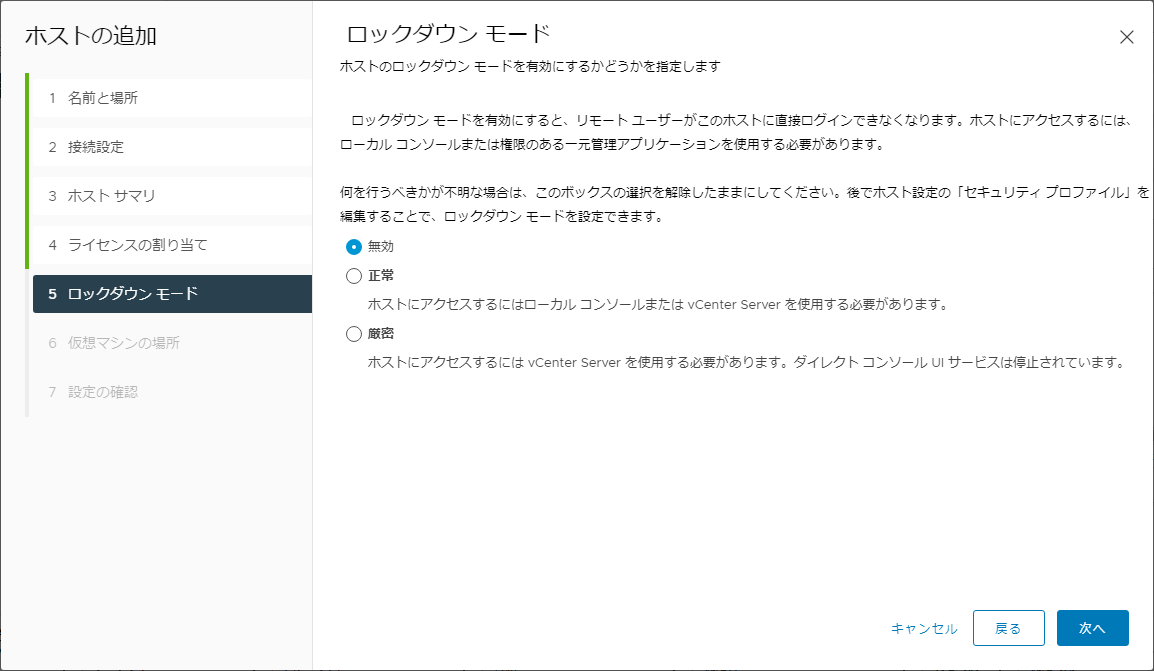 ホストの追加
1 名前と場所
2 接続設定
3 ホスト サマリ
4 ライセンスの割り当て
5 ロックダウン モード
6 仮想マシンの場所
7 設定の確認
ロックダウン モード
ホストのロックダウン モードを有効にするかどうかを指定します
ロックダウン モードを有効にすると、リモート ユーザーがこのホストに直接ログインできなくなります。ホストにアクセスするには、
ローカル コンソールまたは権限のある一元管理アプリケーションを使用する必要があります。
何を行うべきかが不明な場合は、このボックスの選択を解除したままにしてください。後でホスト設定の「セキュリティ プロファイル」を
編集することで、ロックダウン モードを設定できます。
無効
正常
ホストにアクセスするにはローカル コンソールまたは vCenter Server を使用する必要があります。
厳密
ホストにアクセスするには vCenter Server を使用する必要があります。ダイレクト コンソール UI サービスは停止されています。
キャンセル
戻る
次へ